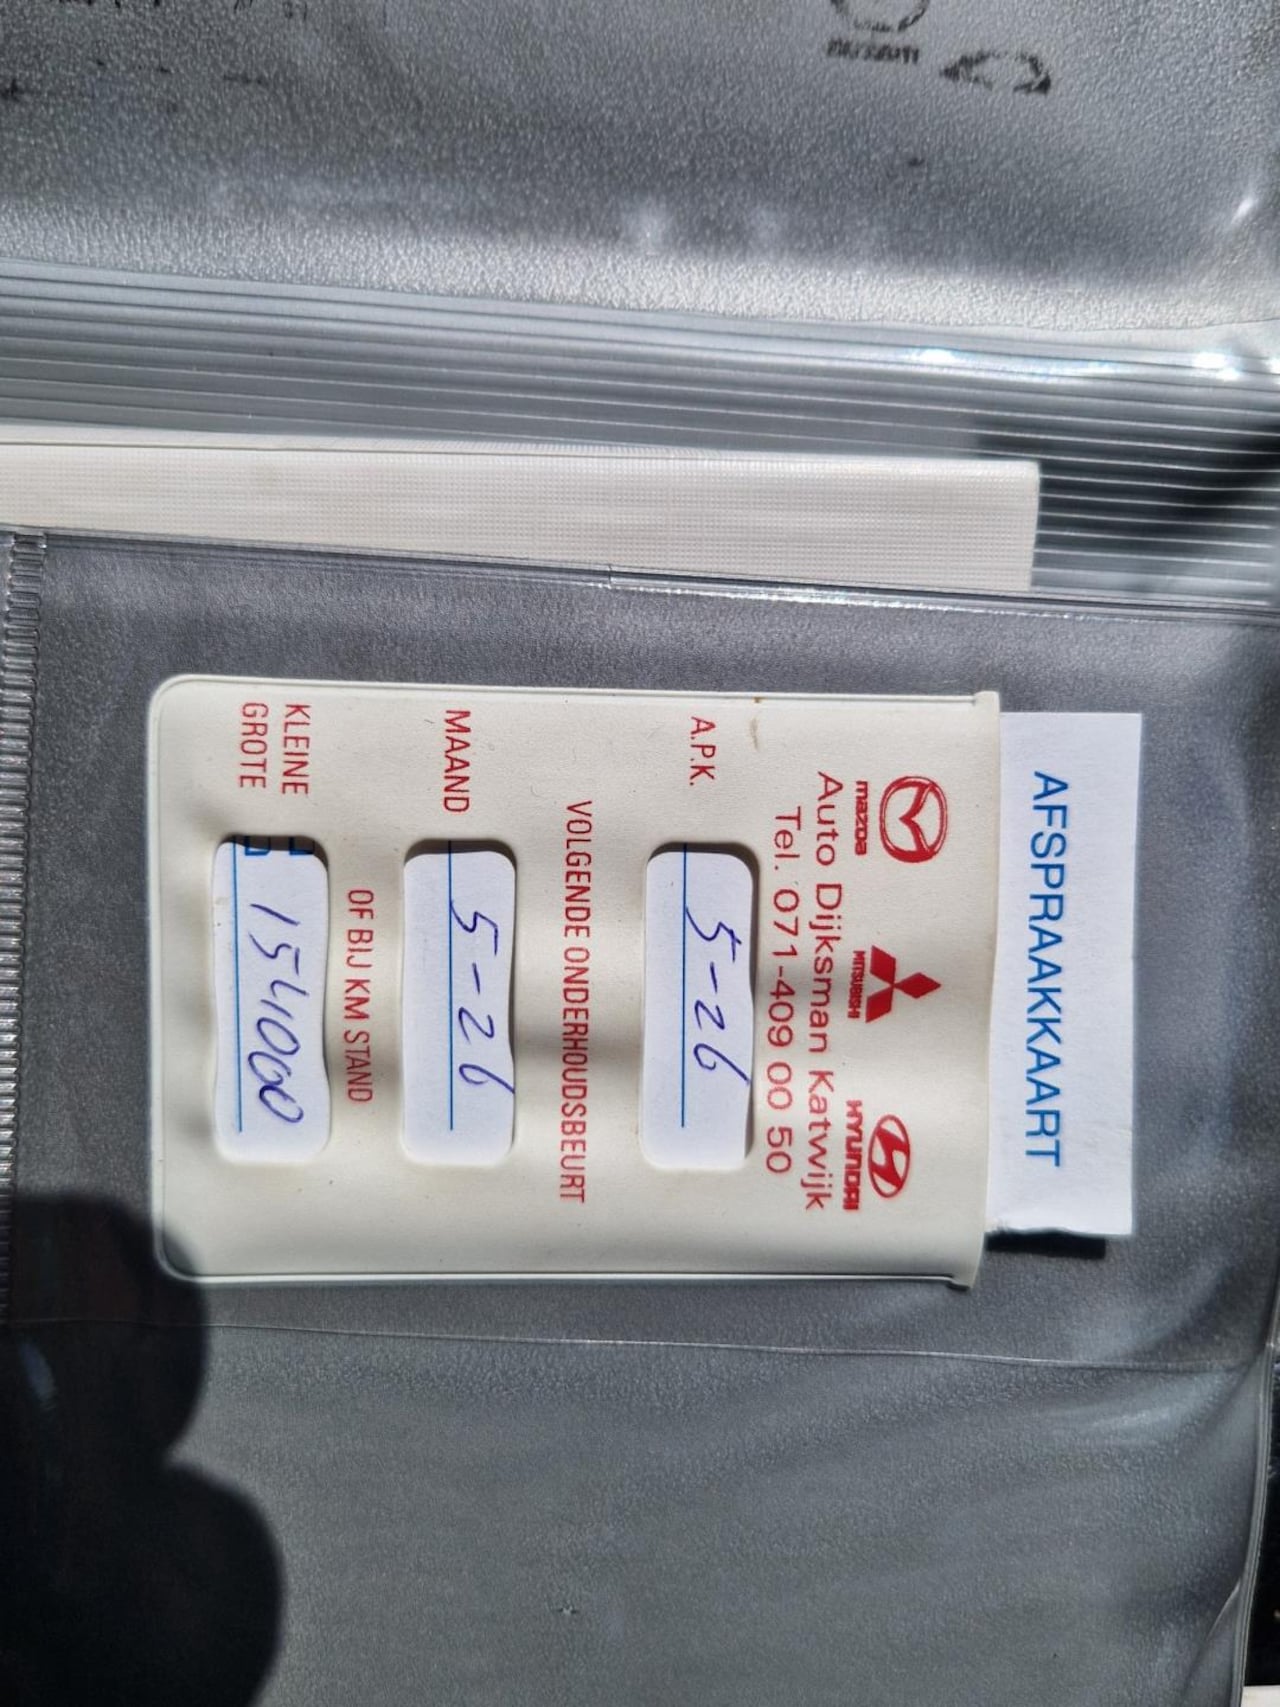 AFSPRAAKKAART
mazda MITSUBISHI HYUNDAI
Auto Dijksman Katwijk
Tel. 071-409 00 50
A.P.K. 5-26
VOLGENDE ONDERHOUDSBEURT
MAAND 5-26
OF BIJ KM STAND
KLEINE
GROTE 154000